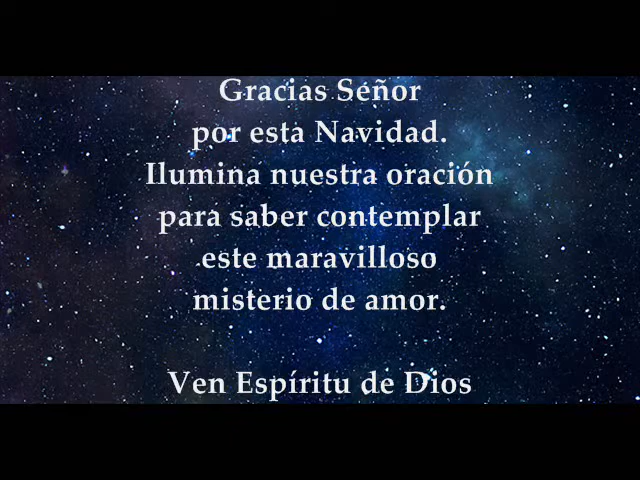 Gracias Señor
por esta Navidad.
Ilumina nuestra oración
para saber contemplar
este maravilloso
misterio de amor.
Ven Espíritu de Dios